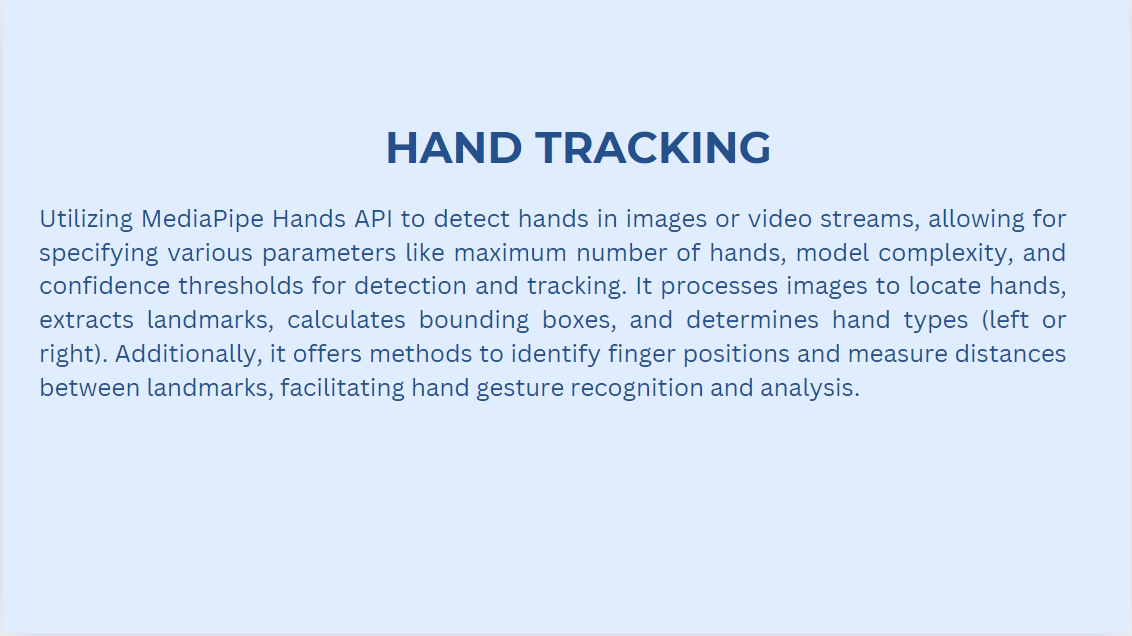 HAND TRACKING
Utilizing MediaPipe Hands API to detect hands in images or video streams, allowing for
specifying various parameters like maximum number of hands, model complexity, and
confidence thresholds for detection and tracking. It processes images to locate hands,
extracts landmarks, calculates bounding boxes, and determines hand types (left or
right). Additionally, it offers methods to identify finger positions and measure distances
between landmarks, facilitating hand gesture recognition and analysis.